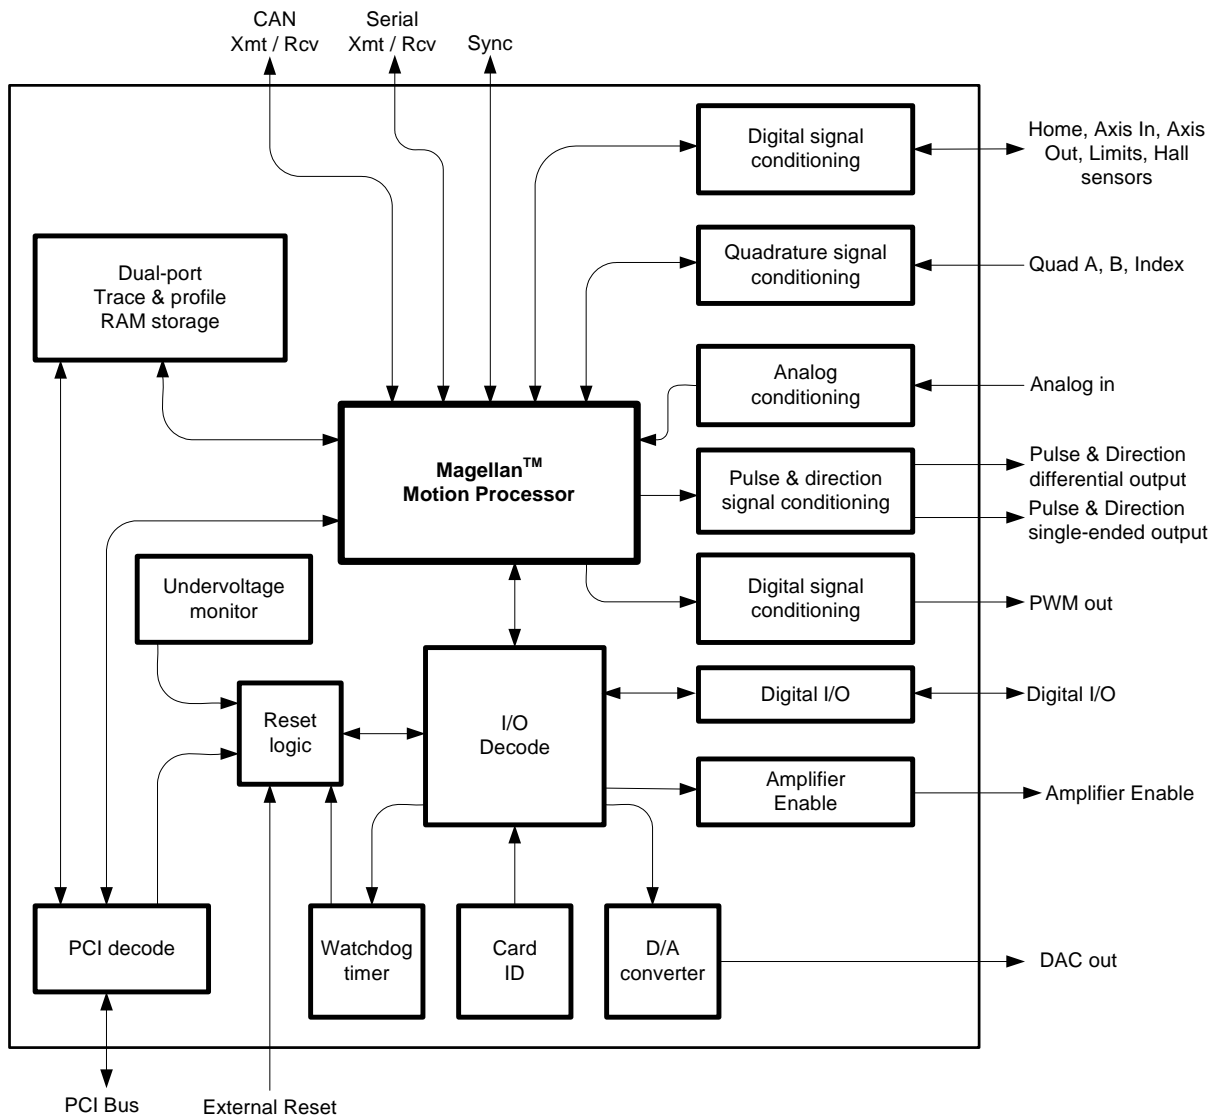 CAN
Xmt / Rcv
Serial
Xmt / Rcv
Sync
Digital signal
conditioning
Home, Axis In, Axis
Out, Limits, Hall
sensors
Dual-port
Trace & profile
RAM storage
Quadrature signal
conditioning
Quad A, B, Index
Analog
conditioning
Analog in
Magellan™
Motion Processor
Pulse & direction
signal conditioning
Pulse & Direction
differential output
Pulse & Direction
single-ended output
Undervoltage
monitor
Digital signal
conditioning
PWM out
Reset
logic
I/O
Decode
Digital I/O
Digital I/O
Amplifier
Enable
Amplifier Enable
PCI decode
Watchdog
timer
Card
ID
D/A
converter
DAC out
PCI Bus
External Reset